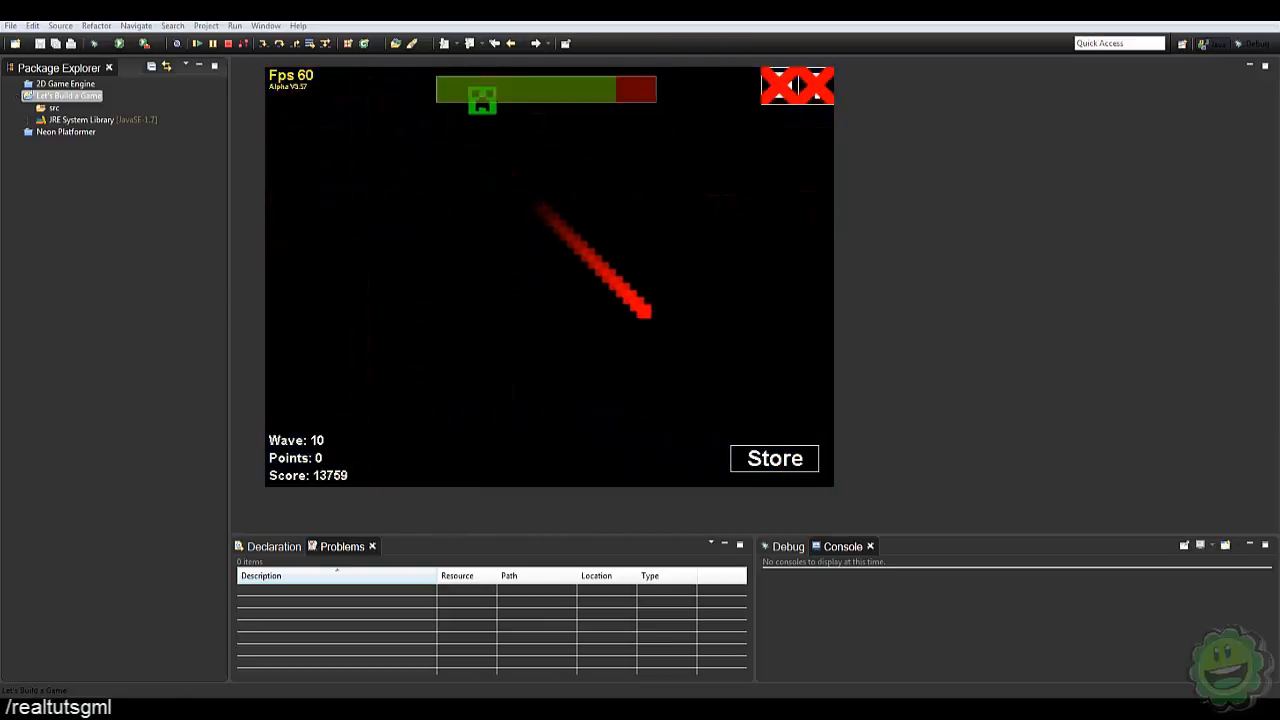 File Edit Source Refactor Navigate Search Project Run Window Help
Quick Access
Java
Debug
Package Explorer
2D Game Engine
Let's Build a Game
src
JRE System Library [JavaSE-1.7]
Neon Platformer
Fps 60
Alpha V3.57
Wave: 10
Points: 0
Score: 13759
Store
Declaration Problems
0 items
Description Resource Path Location Type
Debug Console
No consoles to display at this time.
Let's Build a Game
/realtutsgml